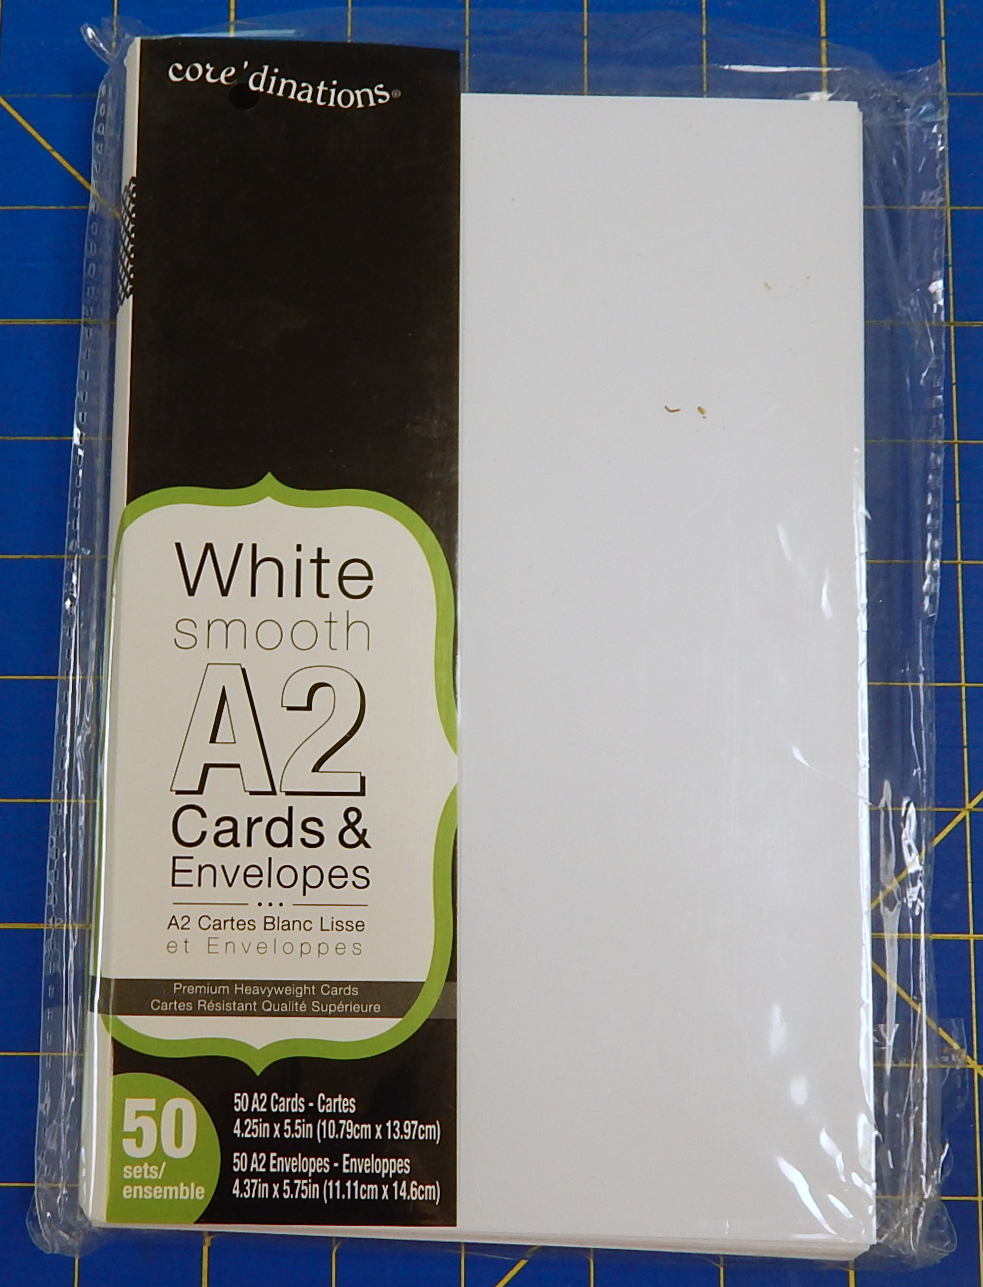 core'dinations®
White
smooth
A2
Cards &
Envelopes
A2 Cartes Blanc Lisse
et Enveloppes
Premium Heavyweight Cards
Cartes Résistant Qualité Supérieure
50
sets/
ensemble
50 A2 Cards - Cartes
4.25in x 5.5in (10.79cm x 13.97cm)
50 A2 Envelopes - Enveloppes
4.37in x 5.75in (11.11cm x 14.6cm)